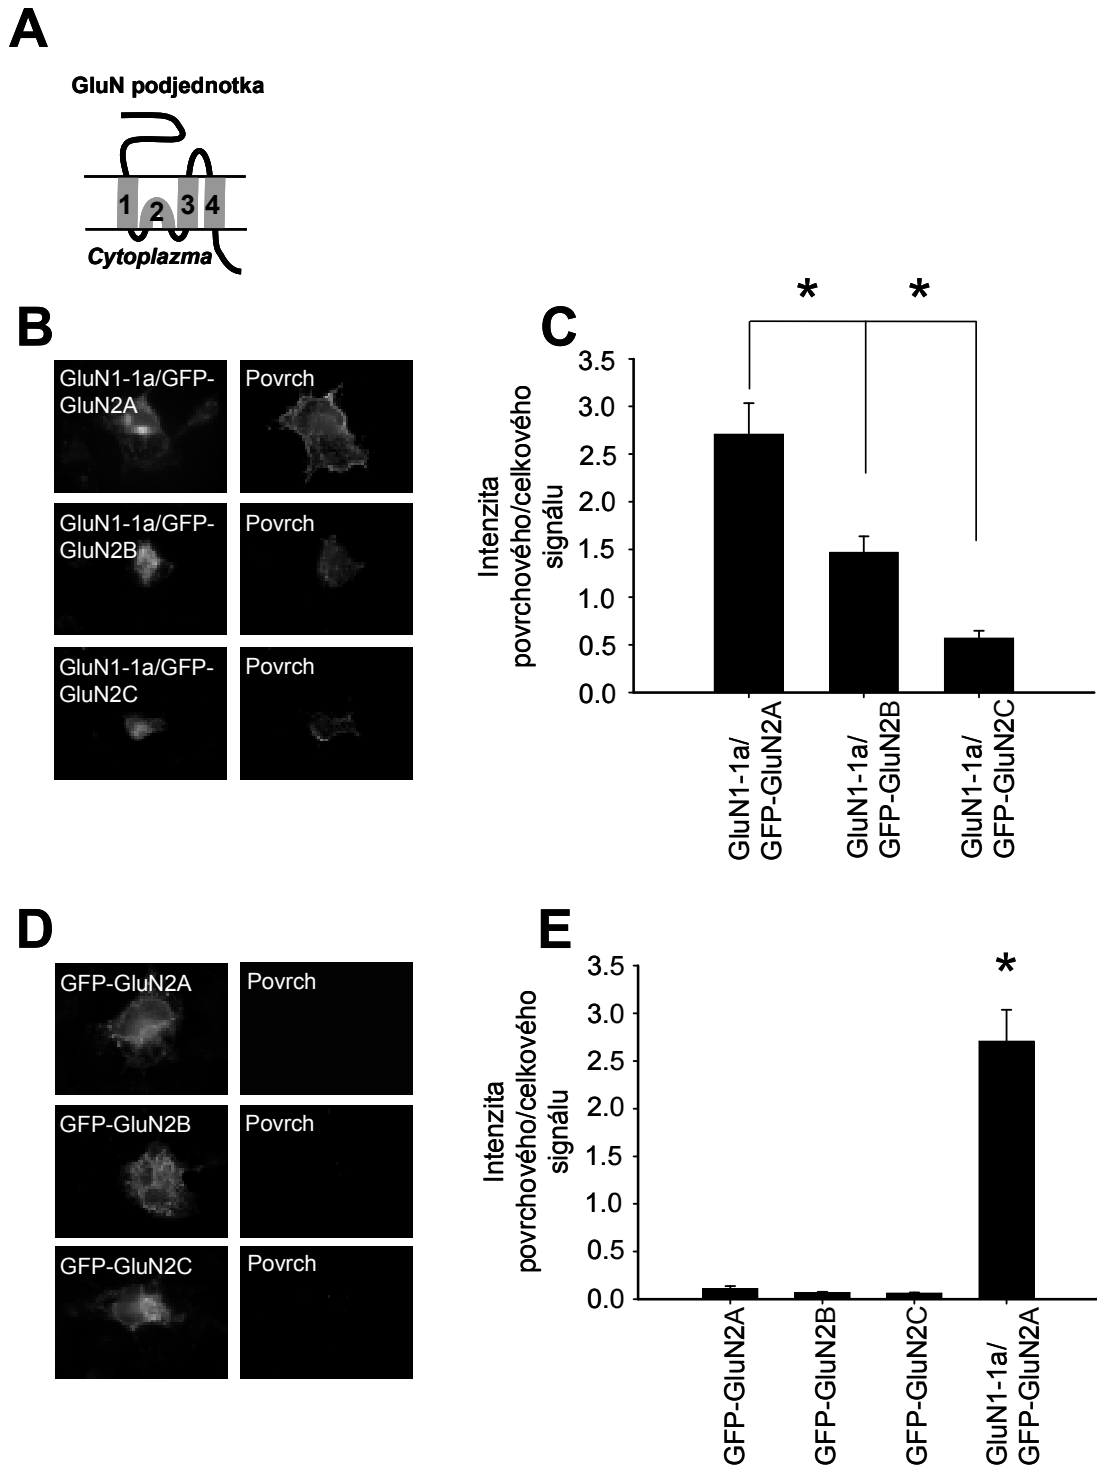 A
GluN podjednotka
1
2
3
4
Cytoplazma
B
GluN1-1a/GFP-
GluN2A
Povrch
GluN1-1a/GFP-
GluN2B
Povrch
GluN1-1a/GFP-
GluN2C
Povrch
C
*
*
Intenzita
povrchového/celkového
signálu
3.5
3.0
2.5
2.0
1.5
1.0
0.5
0.0
GluN1-1a/
GFP-GluN2A
GluN1-1a/
GFP-GluN2B
GluN1-1a/
GFP-GluN2C
D
GFP-GluN2A
Povrch
GFP-GluN2B
Povrch
GFP-GluN2C
Povrch
E
*
Intenzita
povrchového/celkového
signálu
3.5
3.0
2.5
2.0
1.5
1.0
0.5
0.0
GFP-GluN2A
GFP-GluN2B
GFP-GluN2C
GluN1-1a/
GFP-GluN2A